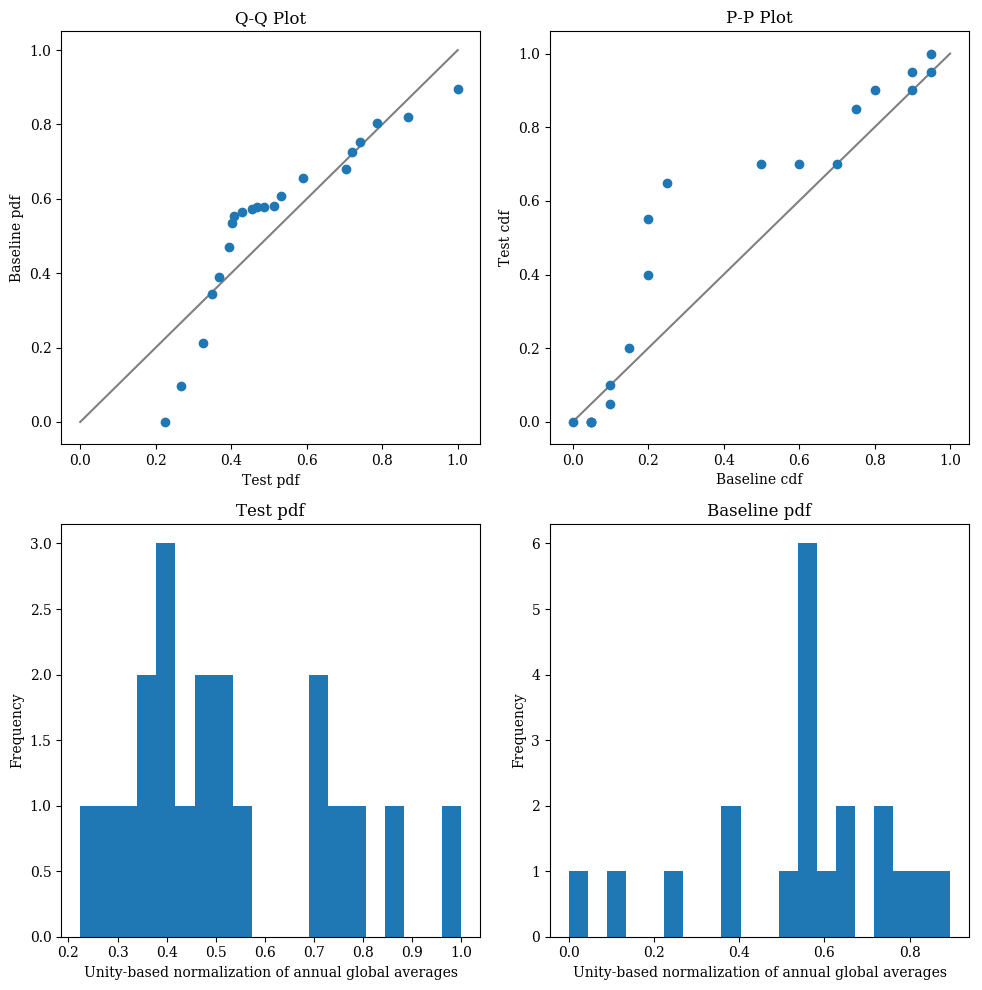 Q-Q Plot
1.0
0.8
0.6
0.4
0.2
0.0
Baseline pdf
0.0 0.2 0.4 0.6 0.8 1.0
Test pdf
P-P Plot
1.0
0.8
0.6
0.4
0.2
0.0
Test cdf
0.0 0.2 0.4 0.6 0.8 1.0
Baseline cdf
Test pdf
3.0
2.5
2.0
1.5
1.0
0.5
0.0
Frequency
0.2 0.3 0.4 0.5 0.6 0.7 0.8 0.9 1.0
Unity-based normalization of annual global averages
Baseline pdf
6
5
4
3
2
1
0
Frequency
0.0 0.2 0.4 0.6 0.8
Unity-based normalization of annual global averages